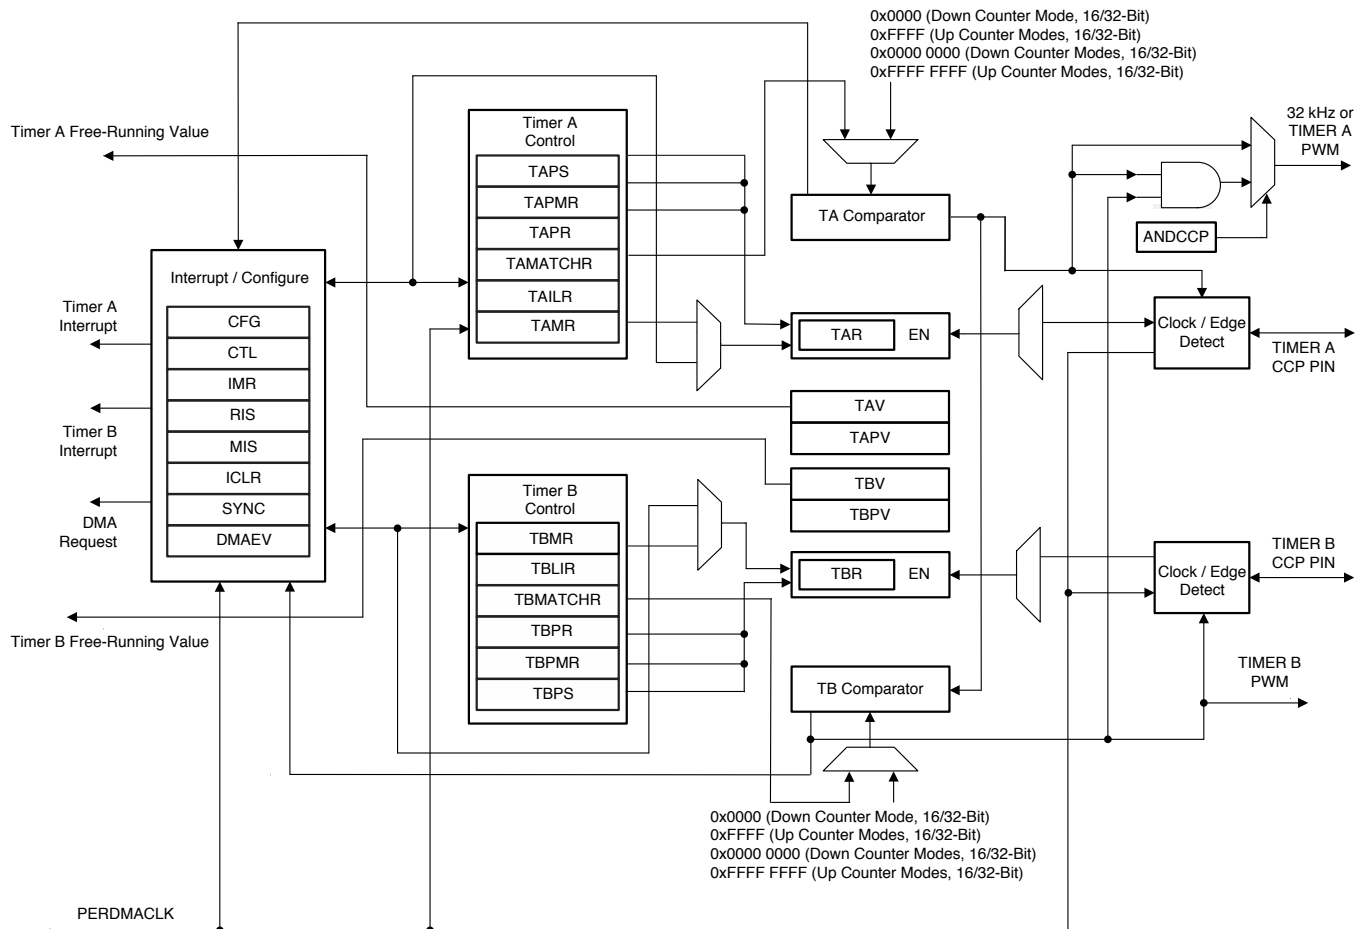 0x0000 (Down Counter Mode, 16/32-Bit)
0xFFFF (Up Counter Modes, 16/32-Bit)
0x0000 0000 (Down Counter Modes, 16/32-Bit)
0xFFFF FFFF (Up Counter Modes, 16/32-Bit)
Timer A Free-Running Value
Timer A
Control
TAPS
TAPMR
TAPR
TAMATCHR
TAILR
TAMR
TA Comparator
32 kHz or
TIMER A
PWM
ANDCCP
Interrupt / Configure
CFG
CTL
IMR
RIS
MIS
ICLR
SYNC
DMAEV
Timer A
Interrupt
Timer B
Interrupt
DMA
Request
TAR
EN
Clock / Edge
Detect
TIMER A
CCP PIN
TAV
TAPV
TBV
TBPV
Timer B
Control
TBMR
TBLIR
TBMATCHR
TBPR
TBPMR
TBPS
TBR
EN
Clock / Edge
Detect
TIMER B
CCP PIN
Timer B Free-Running Value
TB Comparator
TIMER B
PWM
0x0000 (Down Counter Mode, 16/32-Bit)
0xFFFF (Up Counter Modes, 16/32-Bit)
0x0000 0000 (Down Counter Modes, 16/32-Bit)
0xFFFF FFFF (Up Counter Modes, 16/32-Bit)
PERDMACLK